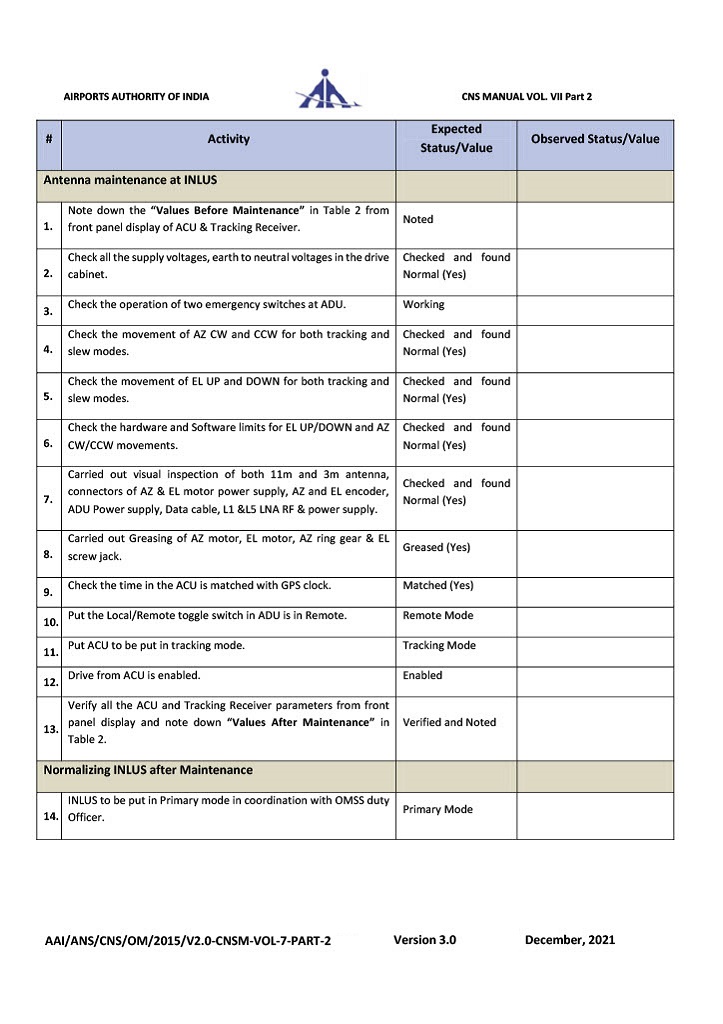 AIRPORTS AUTHORITY OF INDIA
CNS MANUAL VOL. VII Part 2
#
Activity
Expected
Status/Value
Observed Status/Value
Antenna maintenance at INLUS
1.
Note down the “Values Before Maintenance” in Table 2 from
front panel display of ACU & Tracking Receiver.
Noted
2.
Check all the supply voltages, earth to neutral voltages in the drive
cabinet.
Checked and found
Normal (Yes)
3.
Check the operation of two emergency switches at ADU.
Working
4.
Check the movement of AZ CW and CCW for both tracking and
slew modes.
Checked and found
Normal (Yes)
5.
Check the movement of EL UP and DOWN for both tracking and
slew modes.
Checked and found
Normal (Yes)
6.
Check the hardware and Software limits for EL UP/DOWN and AZ
CW/CCW movements.
Checked and found
Normal (Yes)
7.
Carried out visual inspection of both 11m and 3m antenna,
connectors of AZ & EL motor power supply, AZ and EL encoder,
ADU Power supply, Data cable, L1 &L5 LNA RF & power supply.
Checked and found
Normal (Yes)
8.
Carried out Greasing of AZ motor, EL motor, AZ ring gear & EL
screw jack.
Greased (Yes)
9.
Check the time in the ACU is matched with GPS clock.
Matched (Yes)
10.
Put the Local/Remote toggle switch in ADU is in Remote.
Remote Mode
11.
Put ACU to be put in tracking mode.
Tracking Mode
12.
Drive from ACU is enabled.
Enabled
13.
Verify all the ACU and Tracking Receiver parameters from front
panel display and note down “Values After Maintenance” in
Table 2.
Verified and Noted
Normalizing INLUS after Maintenance
14.
INLUS to be put in Primary mode in coordination with OMSS duty
Officer.
Primary Mode
AAI/ANS/CNS/OM/2015/V2.0-CNSM-VOL-7-PART-2
Version 3.0
December, 2021